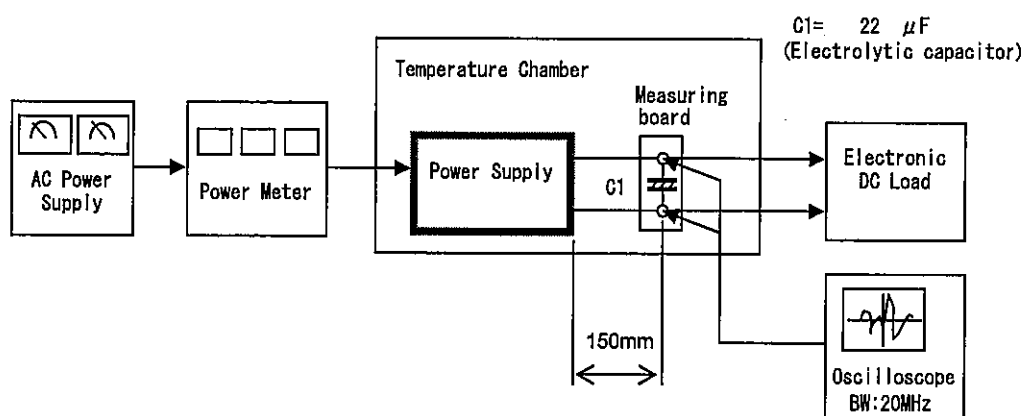 C1= 22 μF
(Electrolytic capacitor)
Temperature Chamber
Measuring
board
AC Power
Supply
Power Meter
Power Supply
C1
Electronic
DC Load
150mm
Oscilloscope
BW:20MHz